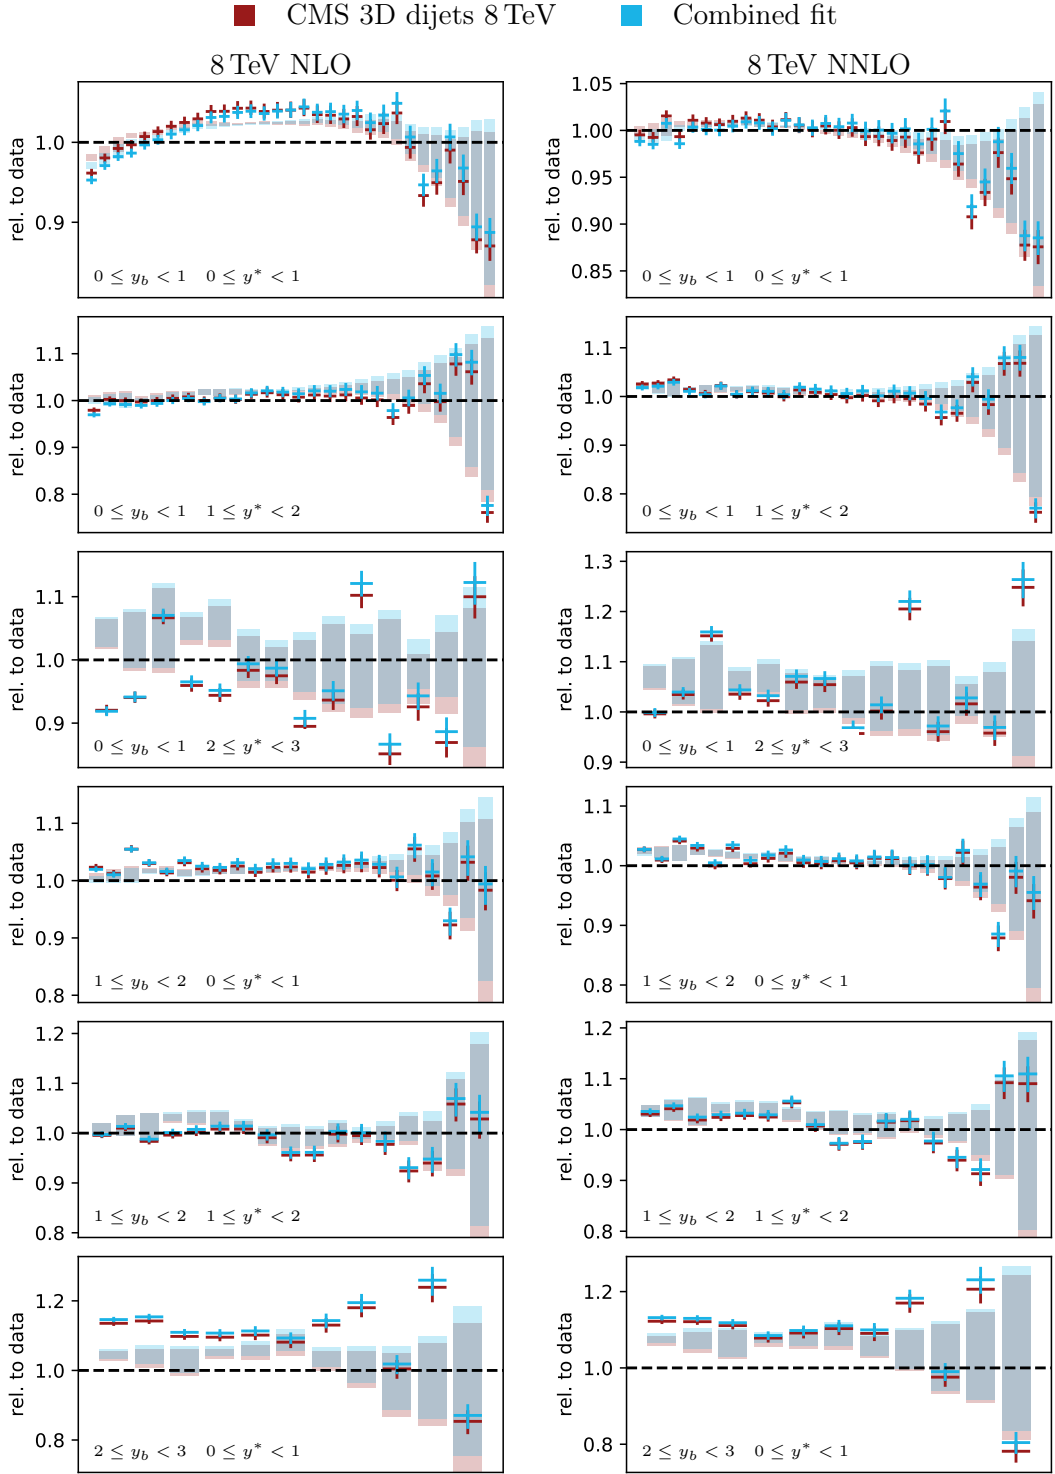 CMS 3D dijets 8 TeV Combined fit
8 TeV NLO 8 TeV NNLO
rel. to data
1.0
0.9
0 ≤ y_b < 1 0 ≤ y* < 1
rel. to data
1.05
1.00
0.95
0.90
0.85
0 ≤ y_b < 1 0 ≤ y* < 1
rel. to data
1.1
1.0
0.9
0.8
0 ≤ y_b < 1 1 ≤ y* < 2
rel. to data
1.1
1.0
0.9
0.8
0 ≤ y_b < 1 1 ≤ y* < 2
rel. to data
1.1
1.0
0.9
0 ≤ y_b < 1 2 ≤ y* < 3
rel. to data
1.3
1.2
1.1
1.0
0.9
0 ≤ y_b < 1 2 ≤ y* < 3
rel. to data
1.1
1.0
0.9
0.8
1 ≤ y_b < 2 0 ≤ y* < 1
rel. to data
1.1
1.0
0.9
0.8
1 ≤ y_b < 2 0 ≤ y* < 1
rel. to data
1.2
1.1
1.0
0.9
0.8
1 ≤ y_b < 2 1 ≤ y* < 2
rel. to data
1.2
1.1
1.0
0.9
0.8
1 ≤ y_b < 2 1 ≤ y* < 2
rel. to data
1.2
1.0
0.8
2 ≤ y_b < 3 0 ≤ y* < 1
rel. to data
1.2
1.0
0.8
2 ≤ y_b < 3 0 ≤ y* < 1